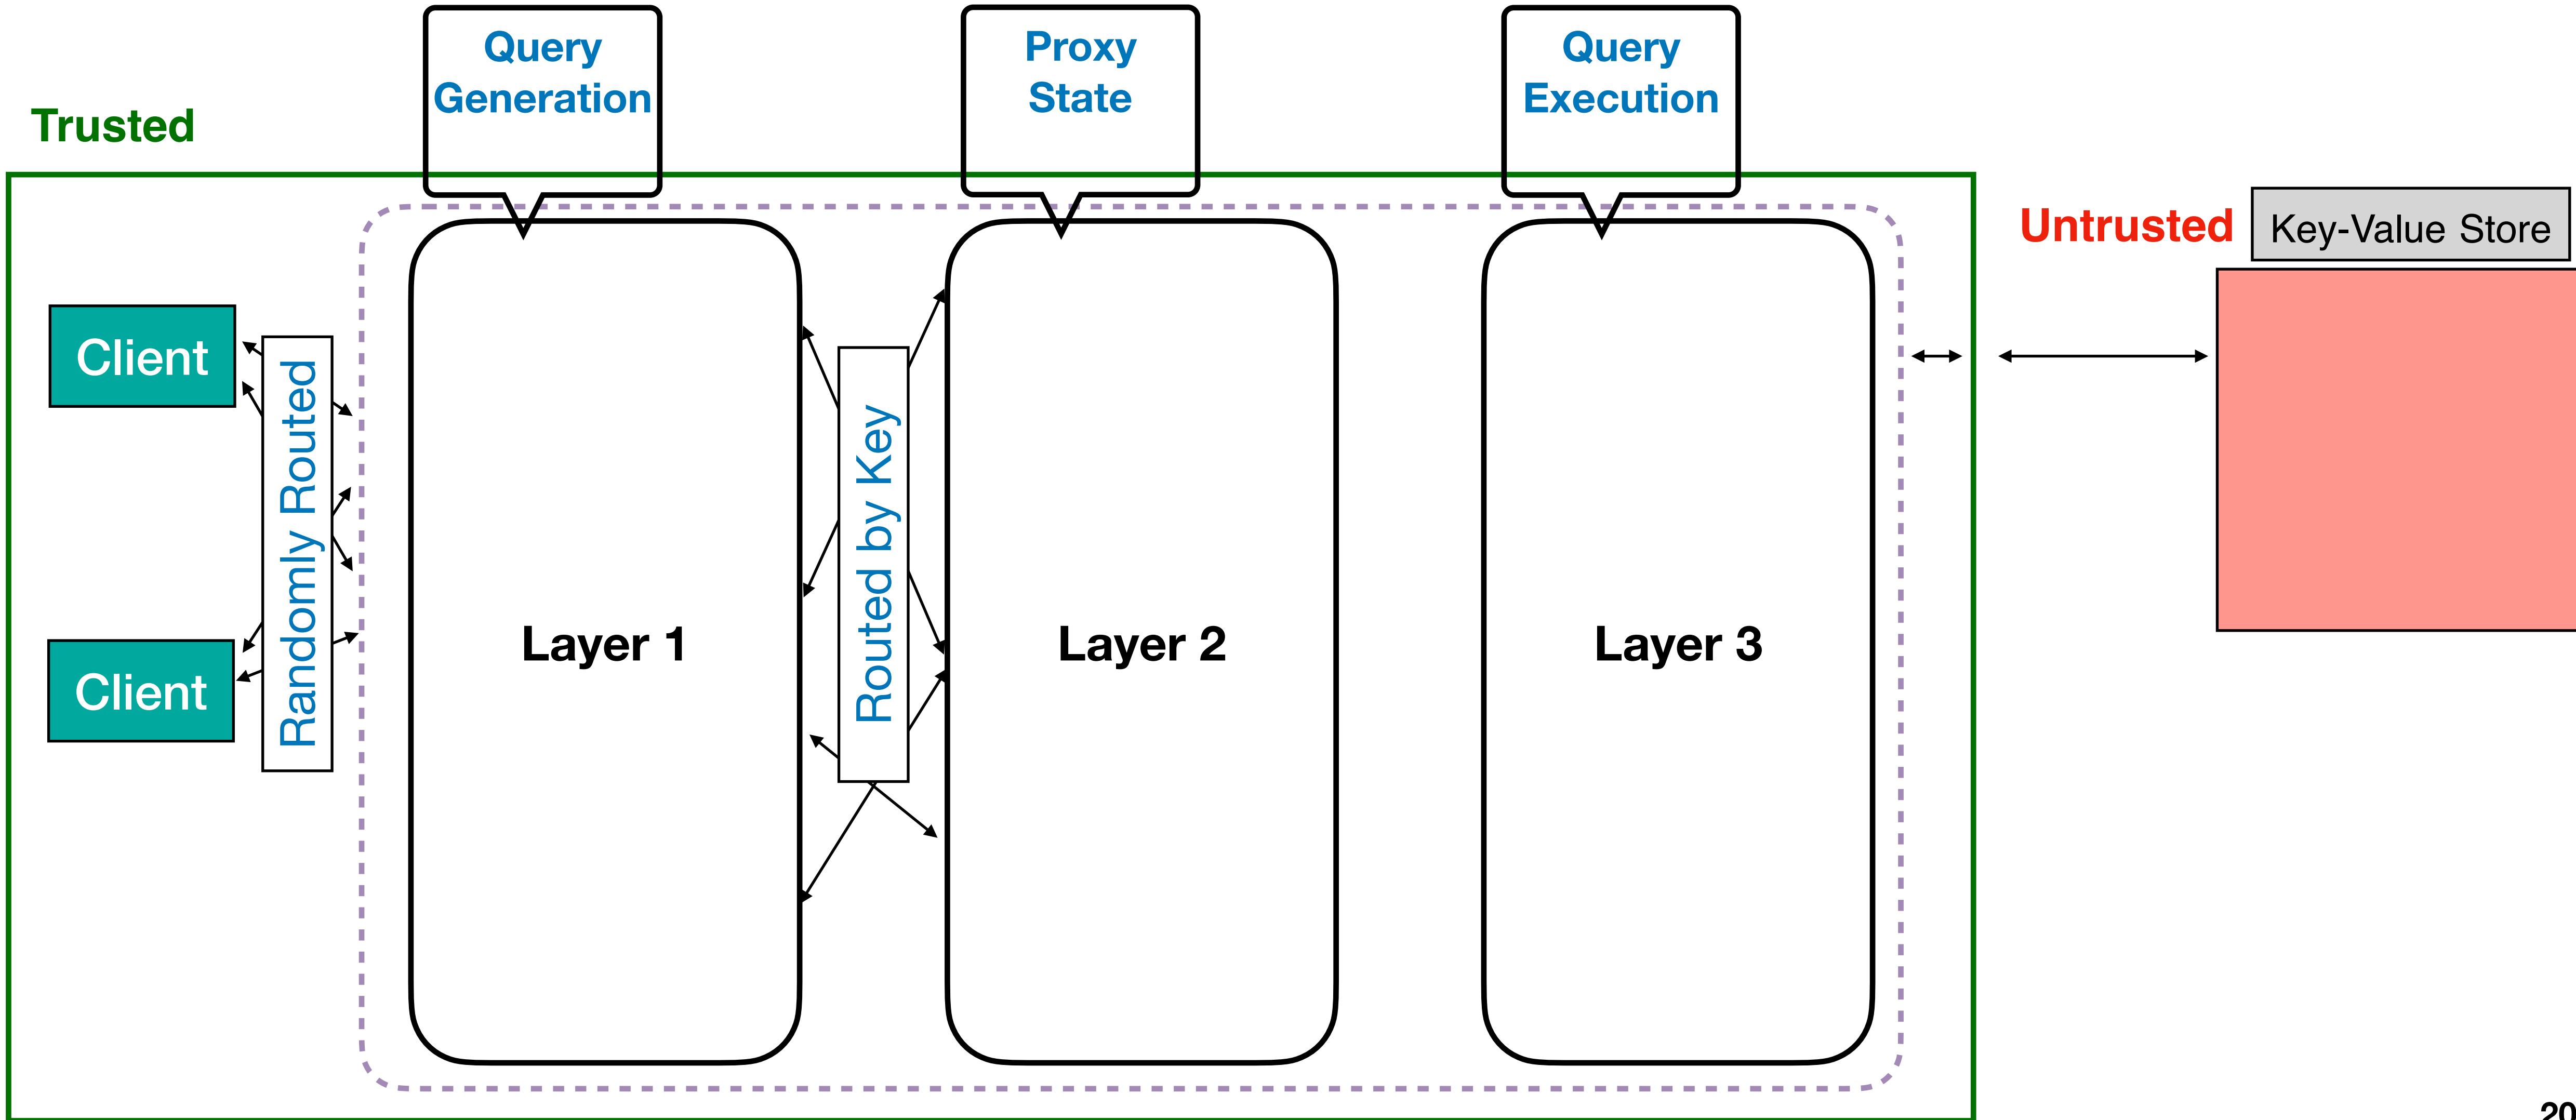 Query
Generation
Proxy
State
Query
Execution
Trusted
Untrusted
Key-Value Store
Client
Client
Randomly Routed
Routed by Key
Layer 1
Layer 2
Layer 3
20